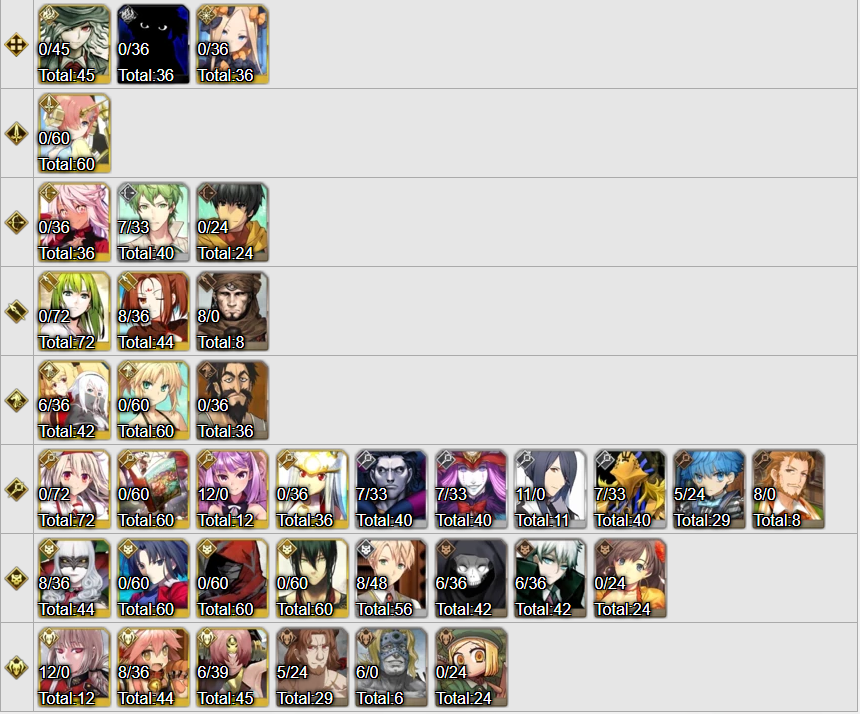 0/45 0/36 0/36
Total:45 Total:36 Total:36
0/60
Total:60
0/36 7/33 0/24
Total:36 Total:40 Total:24
0/72 8/36 8/0
Total:72 Total:44 Total:8
6/36 0/60 0/36
Total:42 Total:60 Total:36
0/72 0/60 12/0 0/36 7/33 7/33 11/0 7/33 5/24 8/0
Total:72 Total:60 Total:12 Total:36 Total:40 Total:40 Total:11 Total:40 Total:29 Total:8
8/36 0/60 0/60 0/60 8/48 6/36 6/36 0/24
Total:44 Total:60 Total:60 Total:60 Total:56 Total:42 Total:42 Total:24
12/0 8/36 6/39 5/24 6/0 0/24
Total:12 Total:44 Total:45 Total:29 Total:6 Total:24